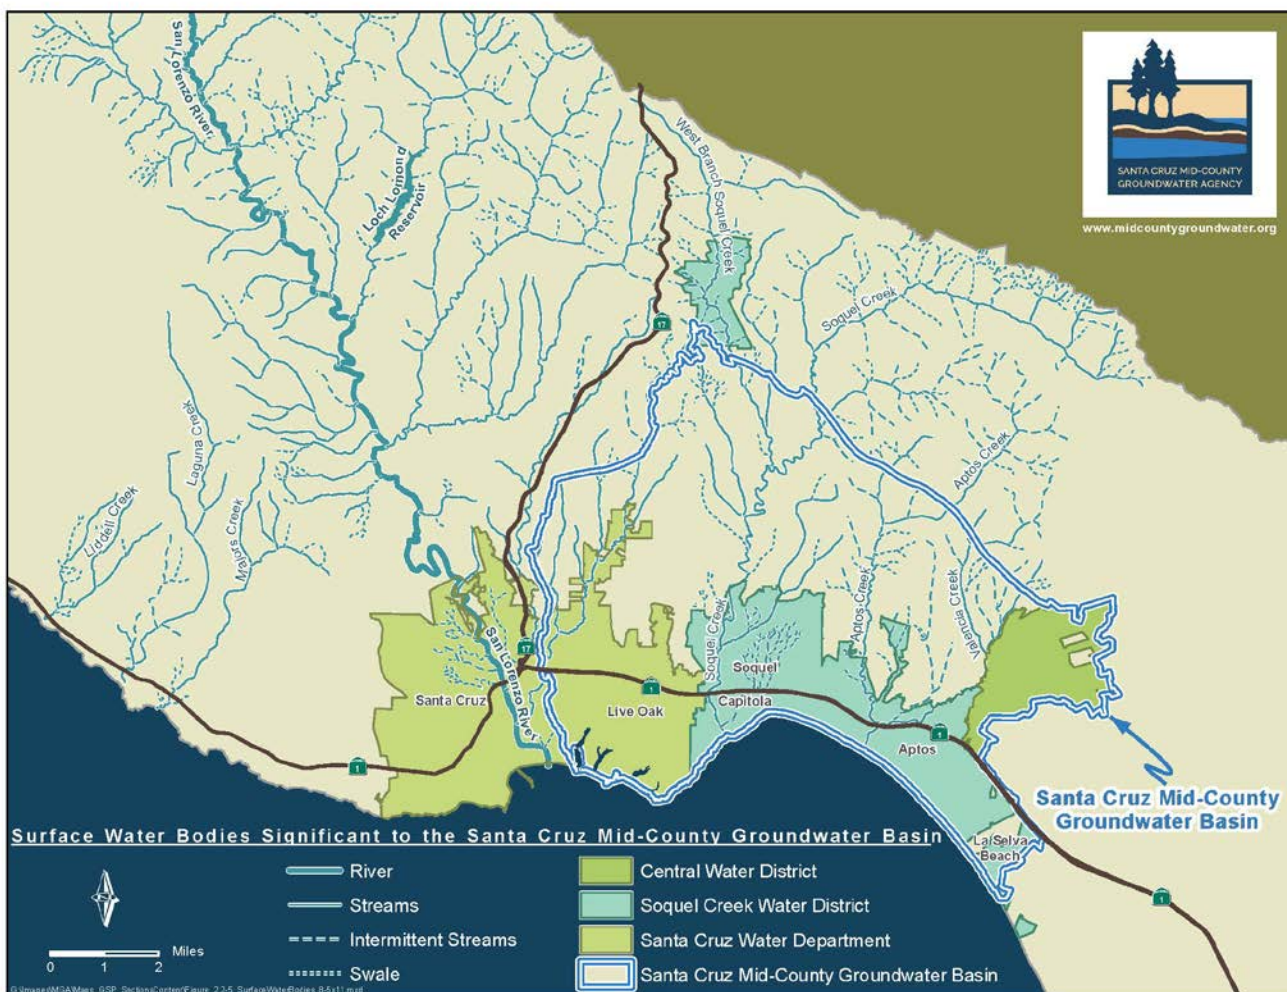 San Lorenzo River
Loch Lomond
Reservoir
West Branch Soquel Creek
SANTA CRUZ MID-COUNTY
GROUNDWATER AGENCY
www.midcountygroundwater.org
17
Soquel Creek
Laguna Creek
Aptos Creek
Liddell Creek
Majors Creek
Soquel Creek
Aptos Creek
Valencia Creek
San Lorenzo River
17
Santa Cruz
1
Live Oak
Soquel
Capitola
1
Aptos
1
Santa Cruz Mid-County
Groundwater Basin
La Selva
Beach
1
Surface Water Bodies Significant to the Santa Cruz Mid-County Groundwater Basin
River
Streams
Intermittent Streams
Swale
Central Water District
Soquel Creek Water District
Santa Cruz Water Department
Santa Cruz Mid-County Groundwater Basin
Miles
0 1 2